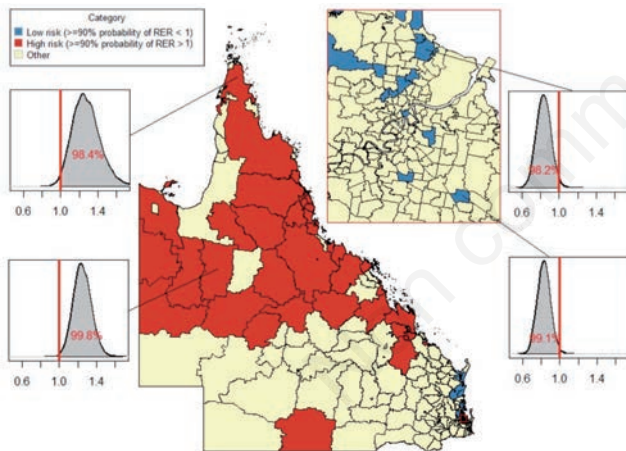 Category
Low risk (>=90% probability of RER < 1)
High risk (>=90% probability of RER > 1)
Other
98.4%
0.6 1.0 1.4
99.8%
0.6 1.0 1.4
98.2%
0.6 1.0 1.4
99.1%
0.6 1.0 1.4